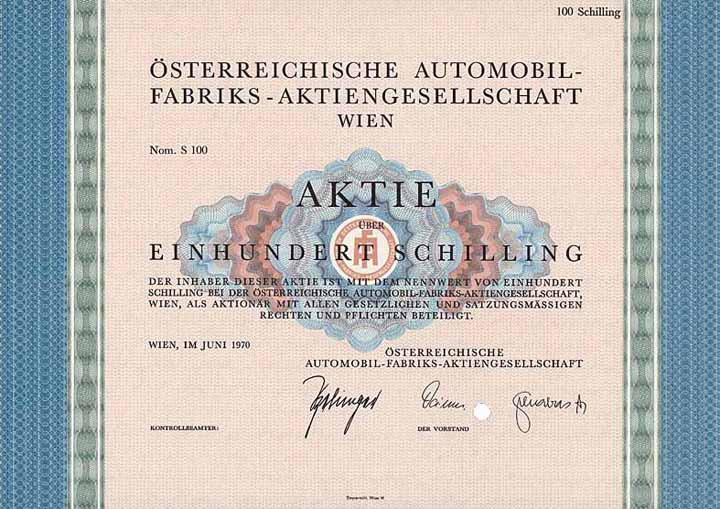 100 Schilling
ÖSTERREICHISCHE AUTOMOBIL-
FABRIKS-AKTIENGESELLSCHAFT
WIEN
Nom. S 100
AKTIE
ÜBER
EINHUNDERT SCHILLING
DER INHABER DIESER AKTIE IST MIT DEM NENNWERT VON EINHUNDERT
SCHILLING BEI DER ÖSTERREICHISCHE AUTOMOBIL-FABRIKS-AKTIENGESELLSCHAFT,
WIEN, ALS AKTIONÄR MIT ALLEN GESETZLICHEN UND SATZUNGSMÄSSIGEN
RECHTEN UND PFLICHTEN BETEILIGT.
WIEN, IM JUNI 1970
ÖSTERREICHISCHE
AUTOMOBIL-FABRIKS-AKTIENGESELLSCHAFT
KONTROLLBEAMTER:
DER VORSTAND